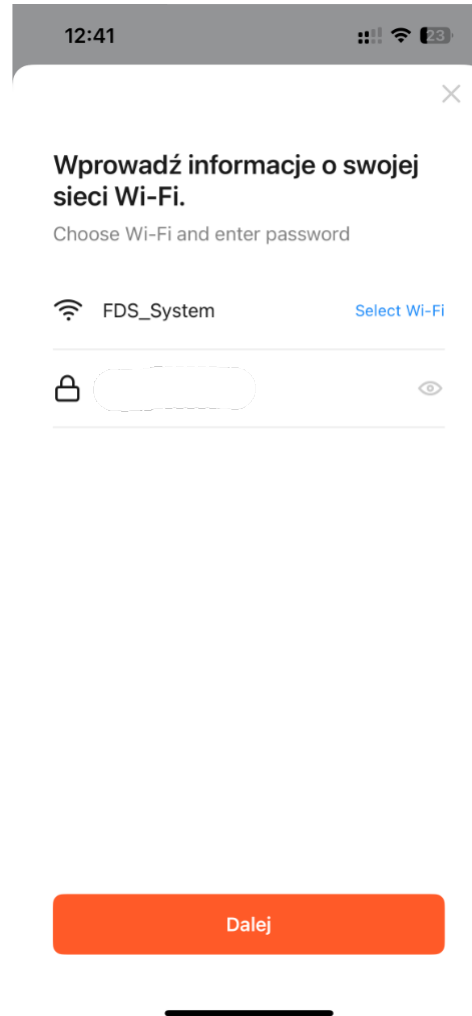 12:41
23
Wprowadź informacje o swojej
sieci Wi-Fi.
Choose Wi-Fi and enter password
FDS_System
Select Wi-Fi
Dalej